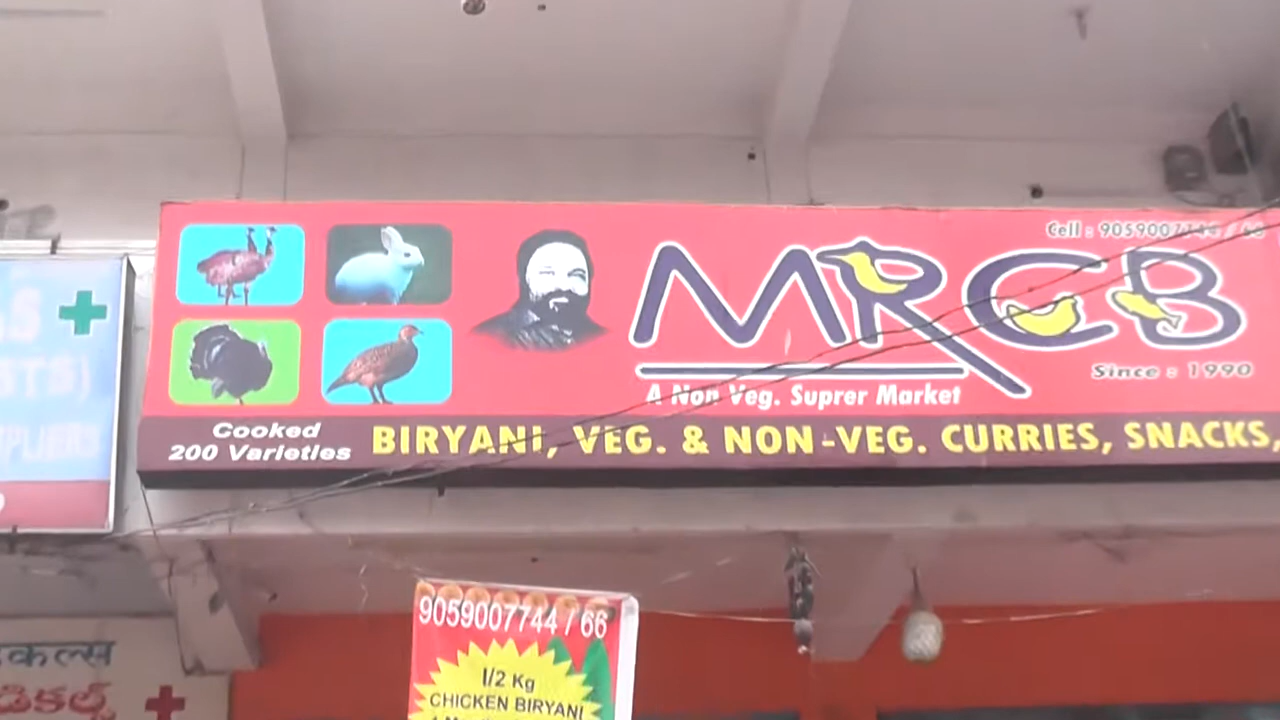 Cell : 9059007744 / 66
MRCB
Since : 1990
A Non Veg. Suprer Market
Cooked
200 Varieties
BIRYANI, VEG. & NON-VEG. CURRIES, SNACKS,
9059007744 / 66
1/2 Kg
CHICKEN BIRYANI